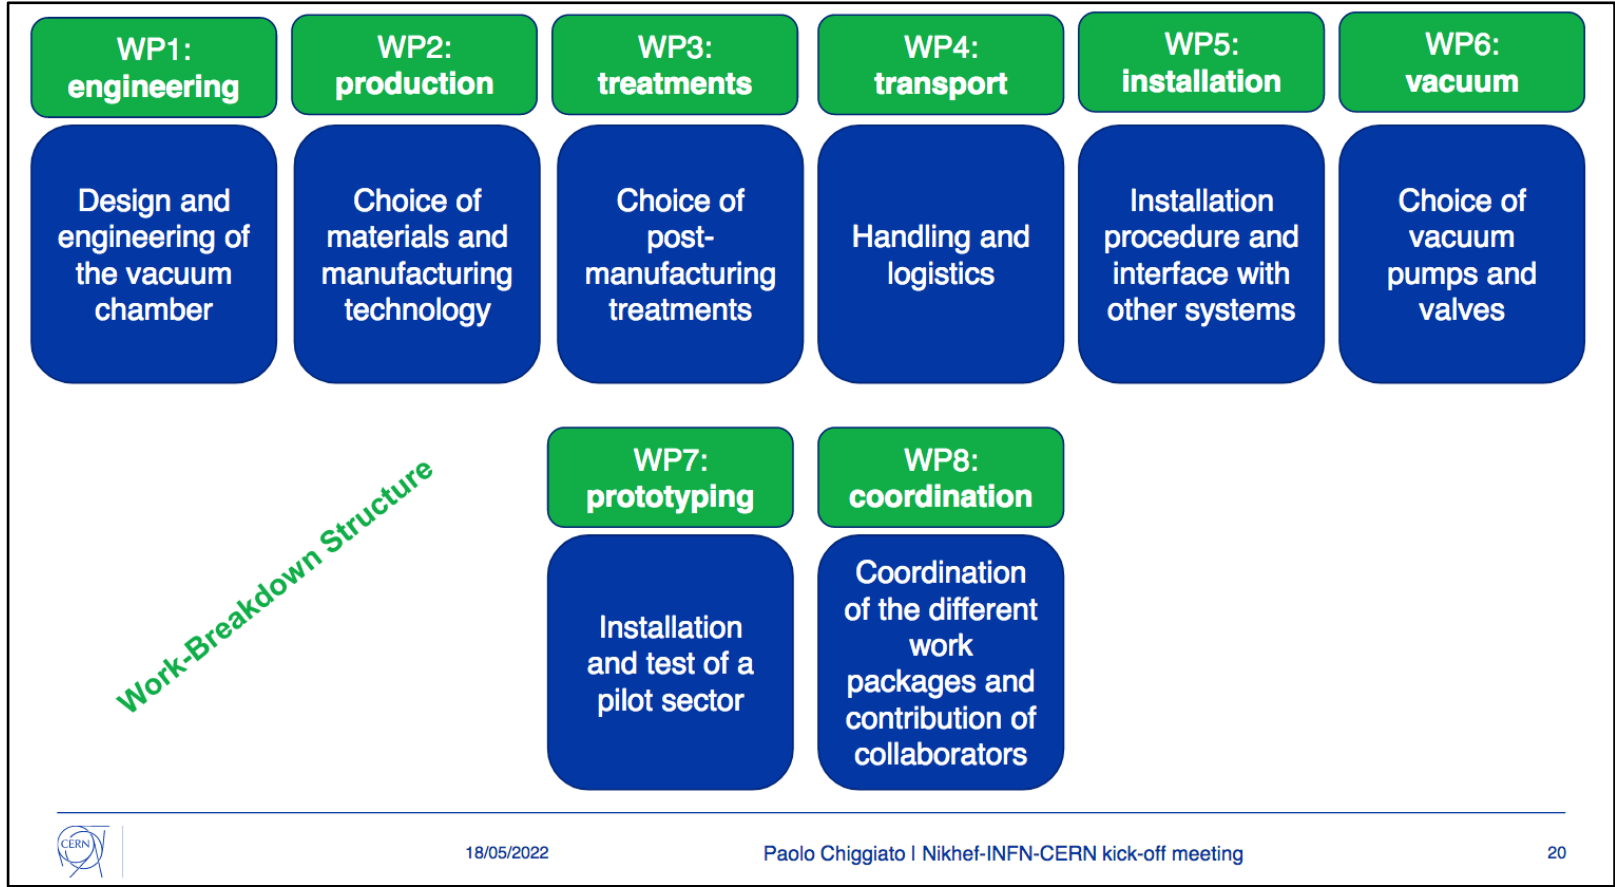 WP1:
engineering
WP2:
production
WP3:
treatments
WP4:
transport
WP5:
installation
WP6:
vacuum
Design and
engineering of
the vacuum
chamber
Choice of
materials and
manufacturing
technology
Choice of
post-
manufacturing
treatments
Handling and
logistics
Installation
procedure and
interface with
other systems
Choice of
vacuum
pumps and
valves
Work-Breakdown Structure
WP7:
prototyping
WP8:
coordination
Installation
and test of a
pilot sector
Coordination
of the different
work
packages and
contribution of
collaborators
CERN
18/05/2022
Paolo Chiggiato I Nikhef-INFN-CERN kick-off meeting
20